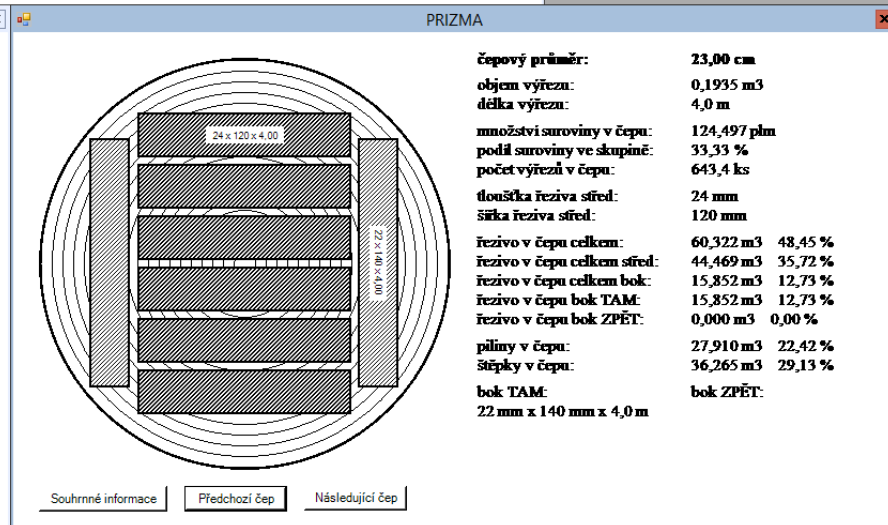 PRIZMA
24 x 120 x 4,00
22 x 140 x 4,00
čepový průměr: 23,00 cm
objem výřezu: 0,1935 m3
délka výřezu: 4,0 m
množství suroviny v čepu: 124,497 plm
podíl suroviny ve skupině: 33,33 %
počet výřezů v čepu: 643,4 ks
tloušťka řeziva střed: 24 mm
šířka řeziva střed: 120 mm
řezivo v čepu celkem: 60,322 m3 48,45 %
řezivo v čepu celkem střed: 44,469 m3 35,72 %
řezivo v čepu celkem bok: 15,852 m3 12,73 %
řezivo v čepu bok TAM: 15,852 m3 12,73 %
řezivo v čepu bok ZPĚT: 0,000 m3 0,00 %
piliny v čepu: 27,910 m3 22,42 %
štěpky v čepu: 36,265 m3 29,13 %
bok TAM: bok ZPĚT:
22 mm x 140 mm x 4,0 m
Souhrnné informace Předchozí čep Následující čep